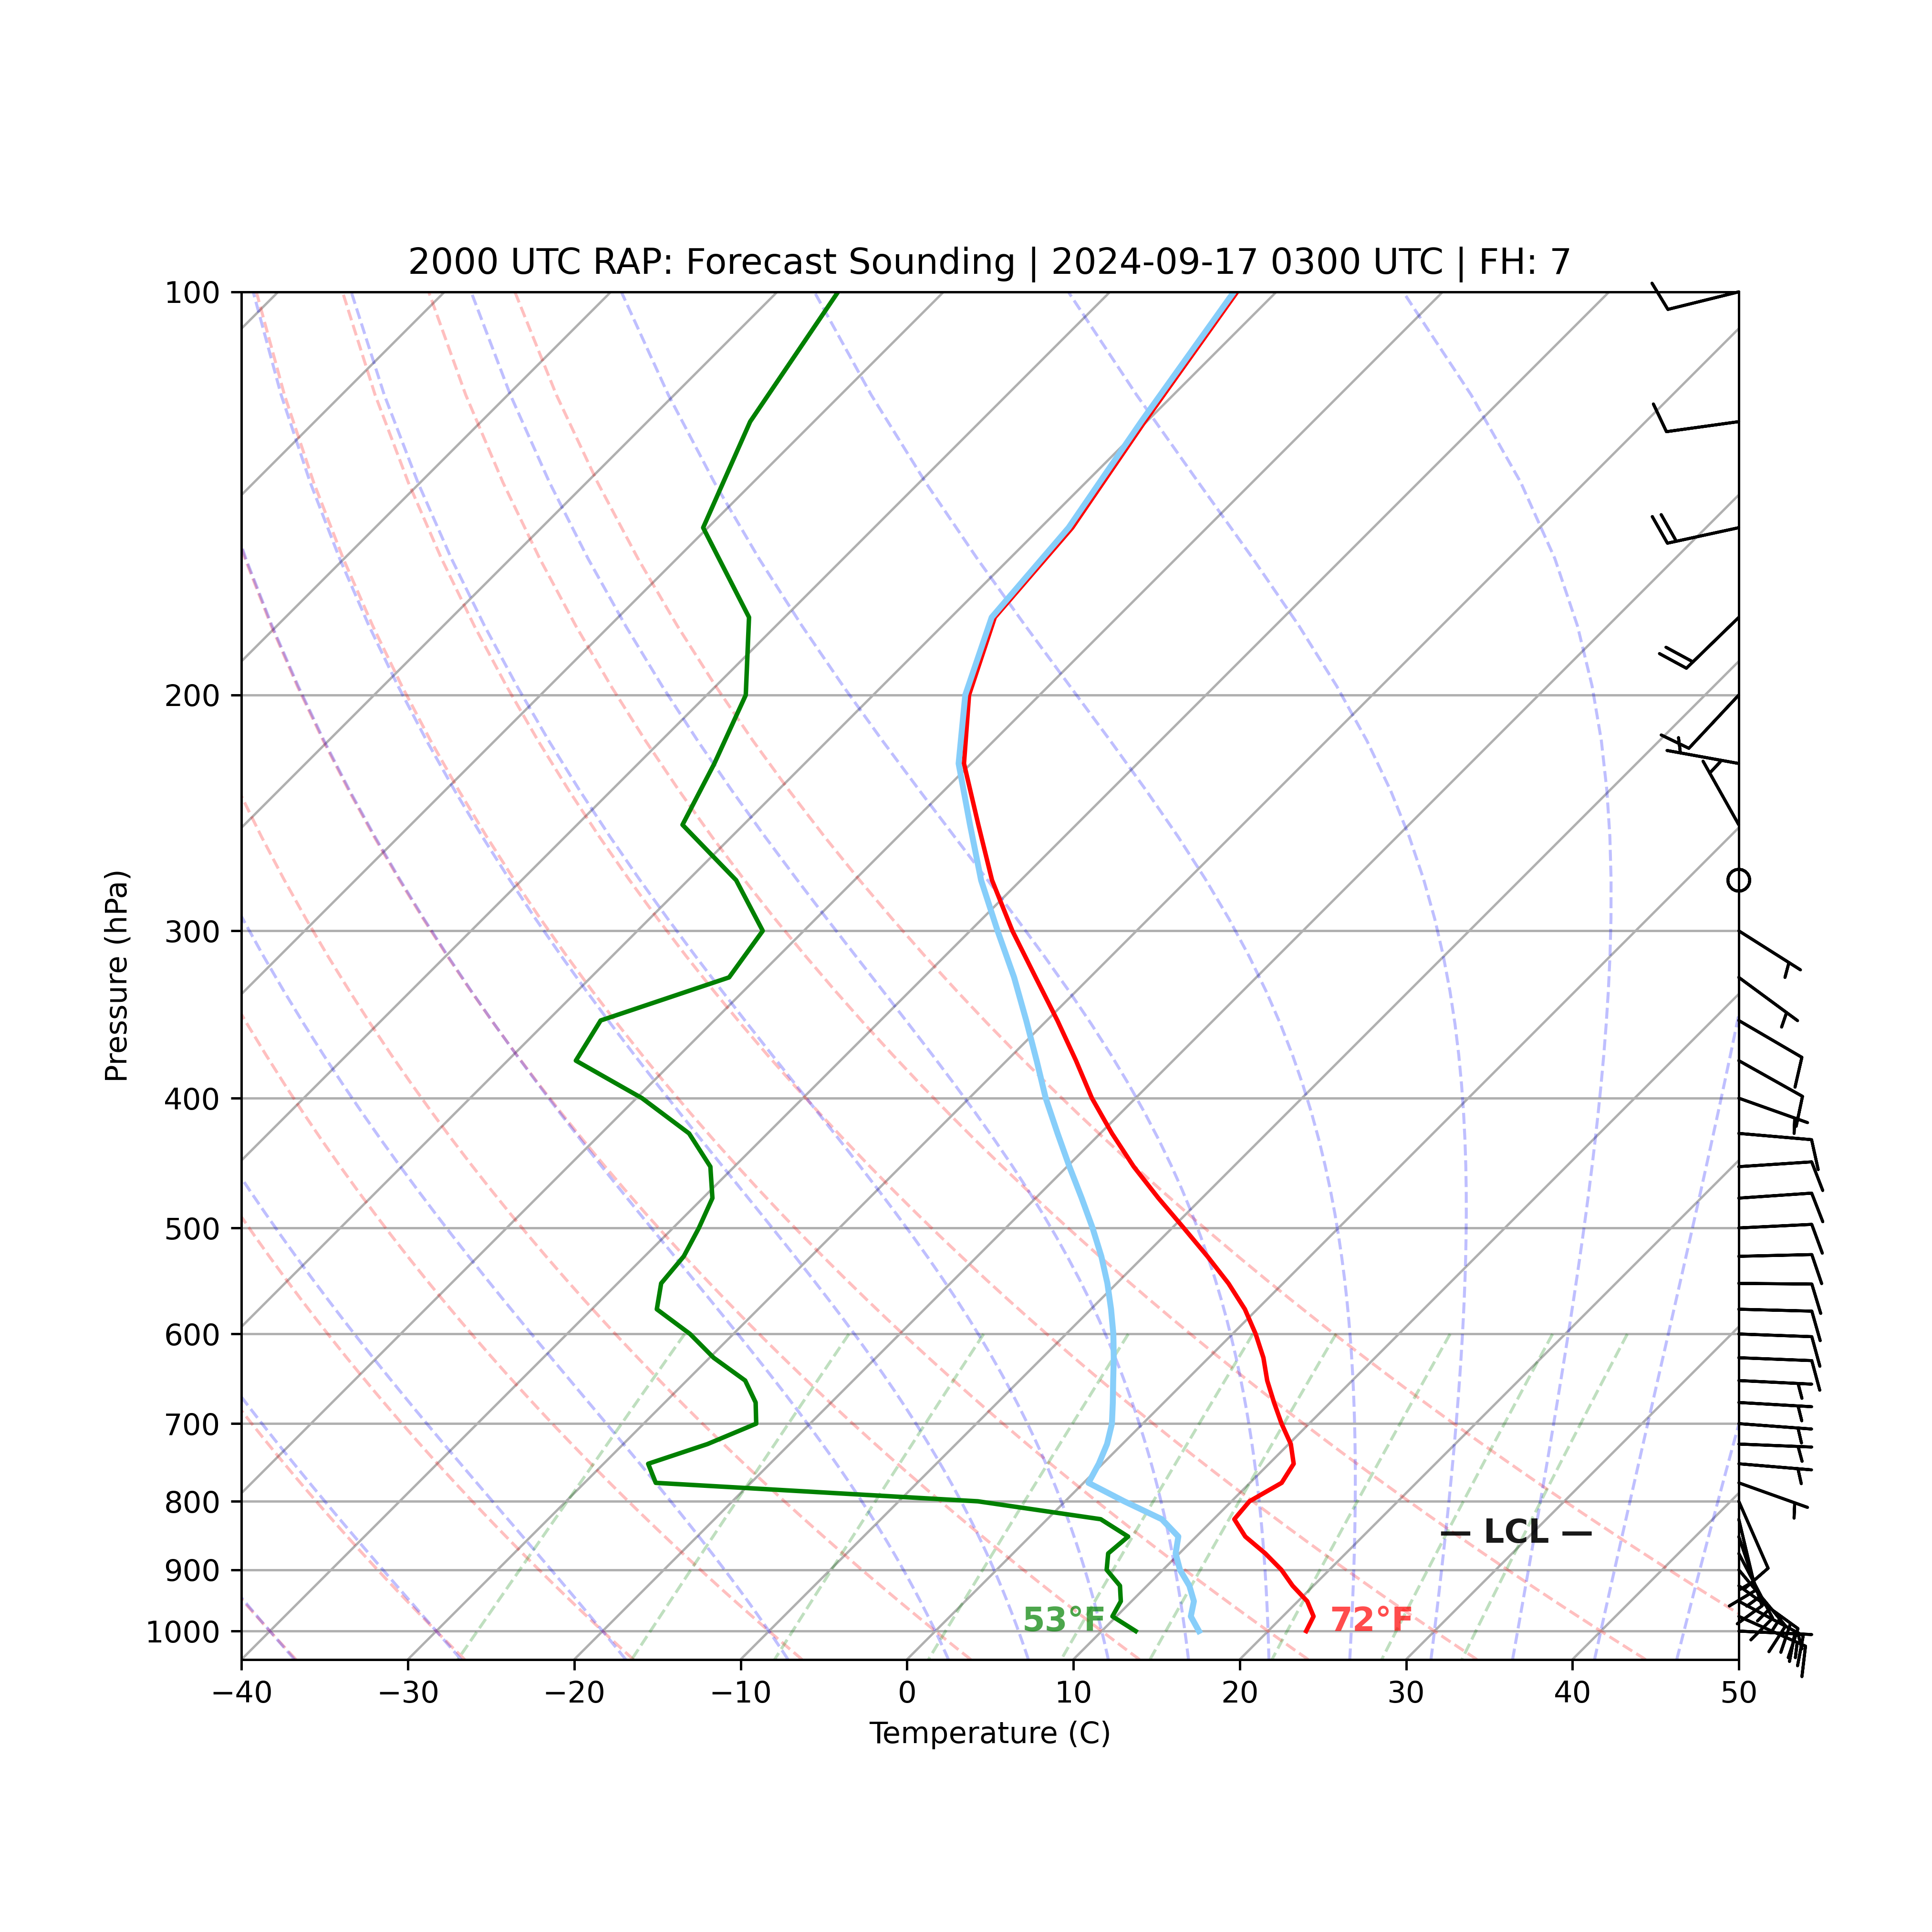 2000 UTC RAP: Forecast Sounding | 2024-09-17 0300 UTC | FH: 7
100
200
300
400
500
600
700
800
900
1000
Pressure (hPa)
— LCL —
53°F
72°F
−40 −30 −20 −10 0 10 20 30 40 50
Temperature (C)